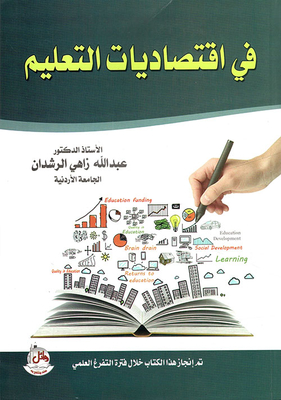 في اقتصاديات التعليم
الأستاذ الدكتور
عبدالله زاهي الرشدان
الجامعة الأردنية
Education funding
Education
Development
Brain drain
Social Development
Learning
Returns to
education
تم إنجاز هذا الكتاب خلال فترة التفرغ العلمي
وائل